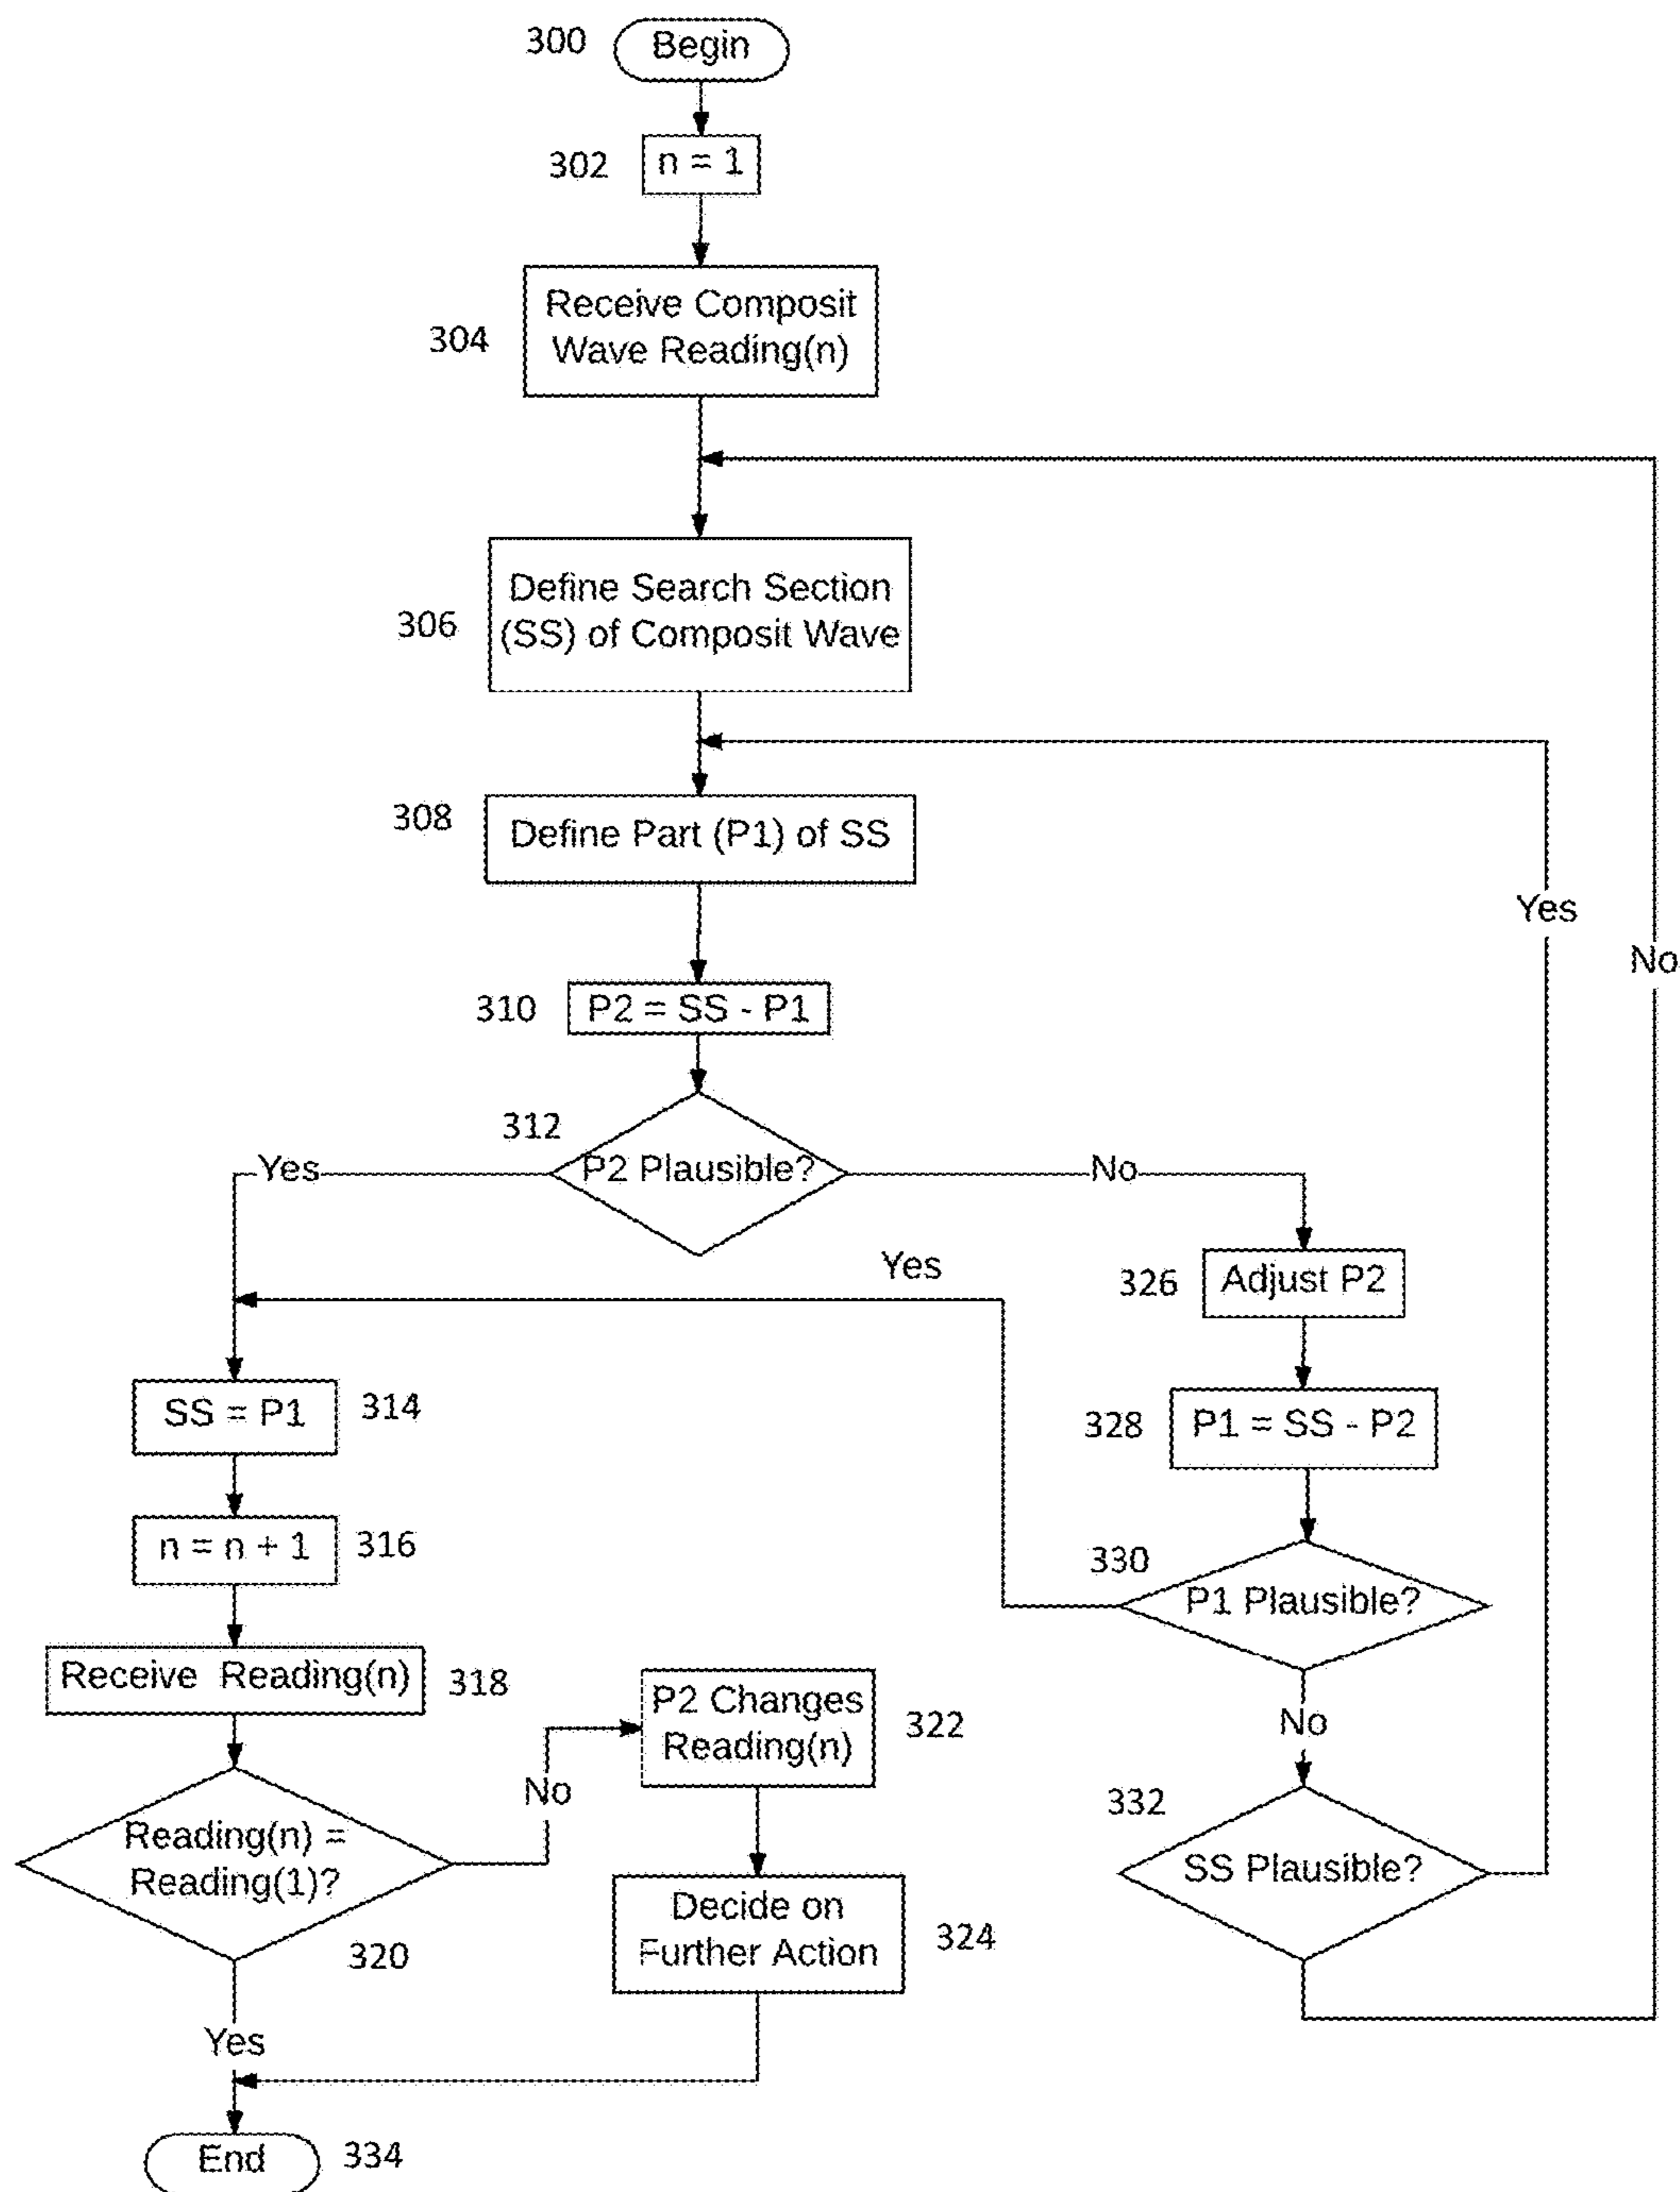 300
Begin
302
n = 1
304
Receive Composit
Wave Reading(n)
306
Define Search Section
(SS) of Composit Wave
308
Define Part (P1) of SS
Yes
No
310
P2 = SS - P1
312
P2 Plausible?
Yes
No
Yes
326
Adjust P2
SS = P1
314
328
P1 = SS - P2
n = n + 1
316
330
P1 Plausible?
Receive Reading(n)
318
P2 Changes
Reading(n)
322
No
No
332
SS Plausible?
Reading(n) =
Reading(1)?
320
Decide on
Further Action
324
Yes
End
334